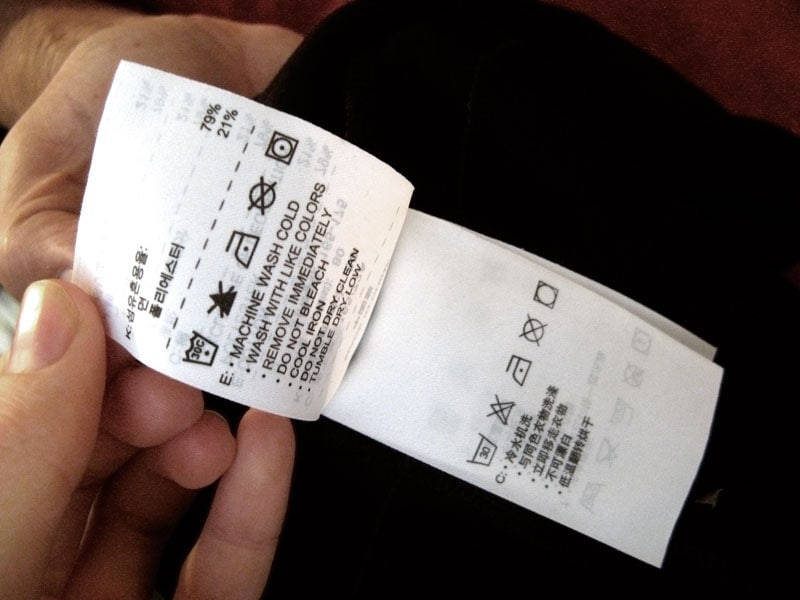 K:섬유혼용율:
면 79%
폴리에스터 21%
30C
E: · MACHINE WASH COLD
· WASH WITH LIKE COLORS
· REMOVE IMMEDIATELY
· DO NOT BLEACH
· COOL IRON
· DO NOT DRY CLEAN
TUMBLE DRY LOW.
30
C: · 冷水机洗
· 与同色衣物洗涤
· 立即移走衣物
· 不可漂白
· 低温翻转烘干